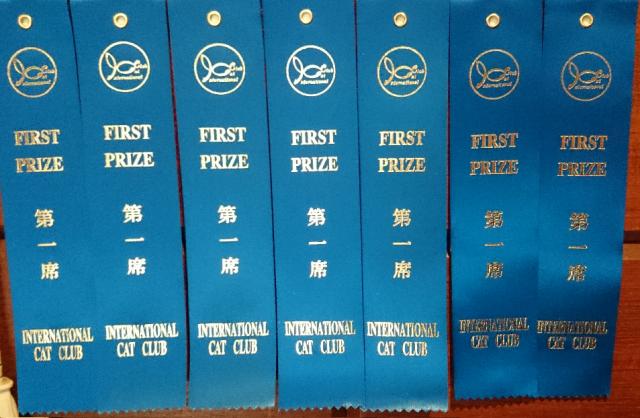 FIRST
PRIZE
第一席
INTERNATIONAL
CAT CLUB
FIRST
PRIZE
第一席
INTERNATIONAL
CAT CLUB
FIRST
PRIZE
第一席
INTERNATIONAL
CAT CLUB
FIRST
PRIZE
第一席
INTERNATIONAL
CAT CLUB
FIRST
PRIZE
第一席
INTERNATIONAL
CAT CLUB
FIRST
PRIZE
第一席
INTERNATIONAL
CAT CLUB
FIRST
PRIZE
第一席
INTERNATIONAL
CAT CLUB